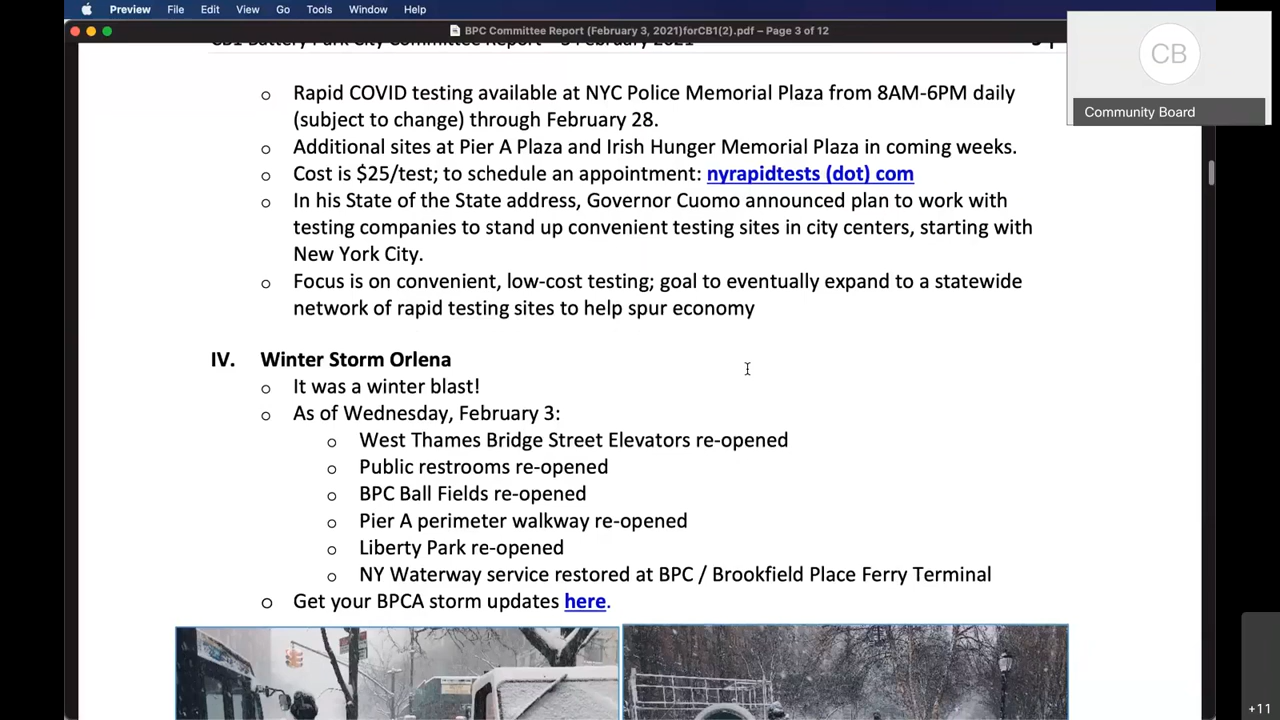 Preview File Edit View Go Tools Window Help
BPC Committee Report (February 3, 2021)forCB1(2).pdf – Page 3 of 12
CB1 Battery Park City Committee Report – 3 February 2021
CB
Community Board
o Rapid COVID testing available at NYC Police Memorial Plaza from 8AM-6PM daily
(subject to change) through February 28.
o Additional sites at Pier A Plaza and Irish Hunger Memorial Plaza in coming weeks.
o Cost is $25/test; to schedule an appointment: nyrapidtests (dot) com
o In his State of the State address, Governor Cuomo announced plan to work with
testing companies to stand up convenient testing sites in city centers, starting with
New York City.
o Focus is on convenient, low-cost testing; goal to eventually expand to a statewide
network of rapid testing sites to help spur economy
IV. Winter Storm Orlena
o It was a winter blast!
o As of Wednesday, February 3:
o West Thames Bridge Street Elevators re-opened
o Public restrooms re-opened
o BPC Ball Fields re-opened
o Pier A perimeter walkway re-opened
o Liberty Park re-opened
o NY Waterway service restored at BPC / Brookfield Place Ferry Terminal
o Get your BPCA storm updates here.
+11